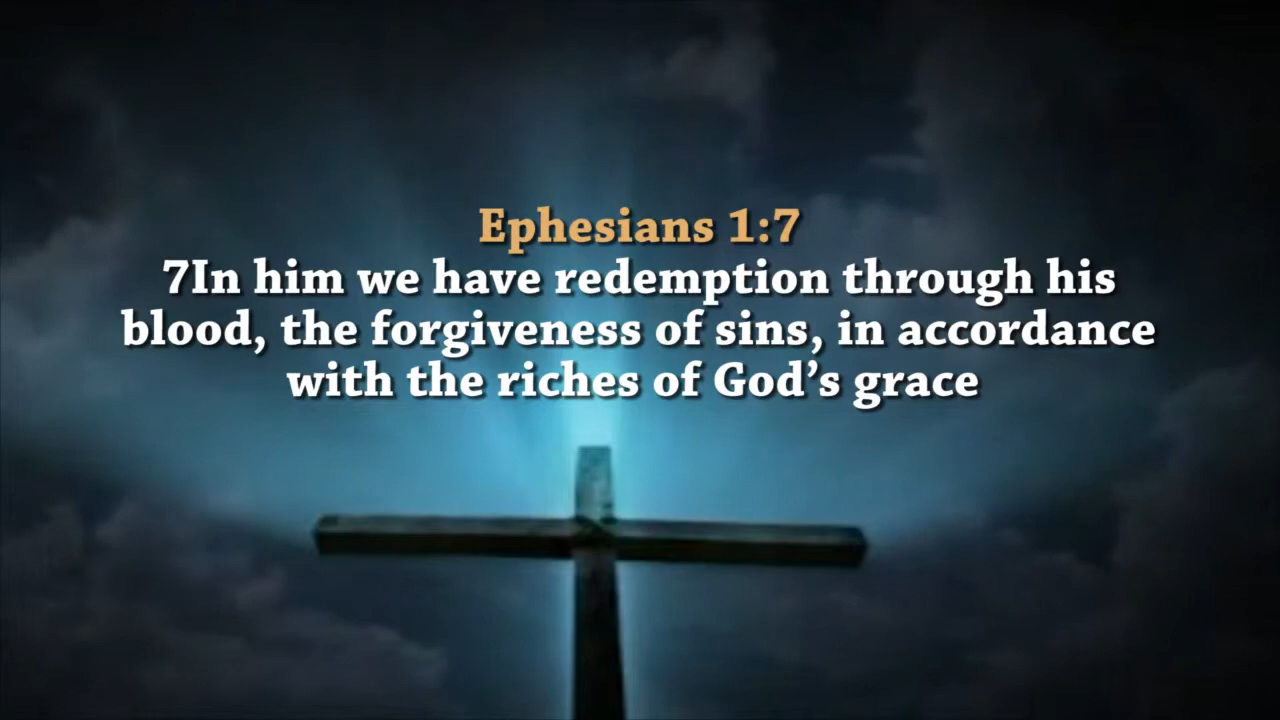 Ephesians 1:7
7In him we have redemption through his
blood, the forgiveness of sins, in accordance
with the riches of God’s grace